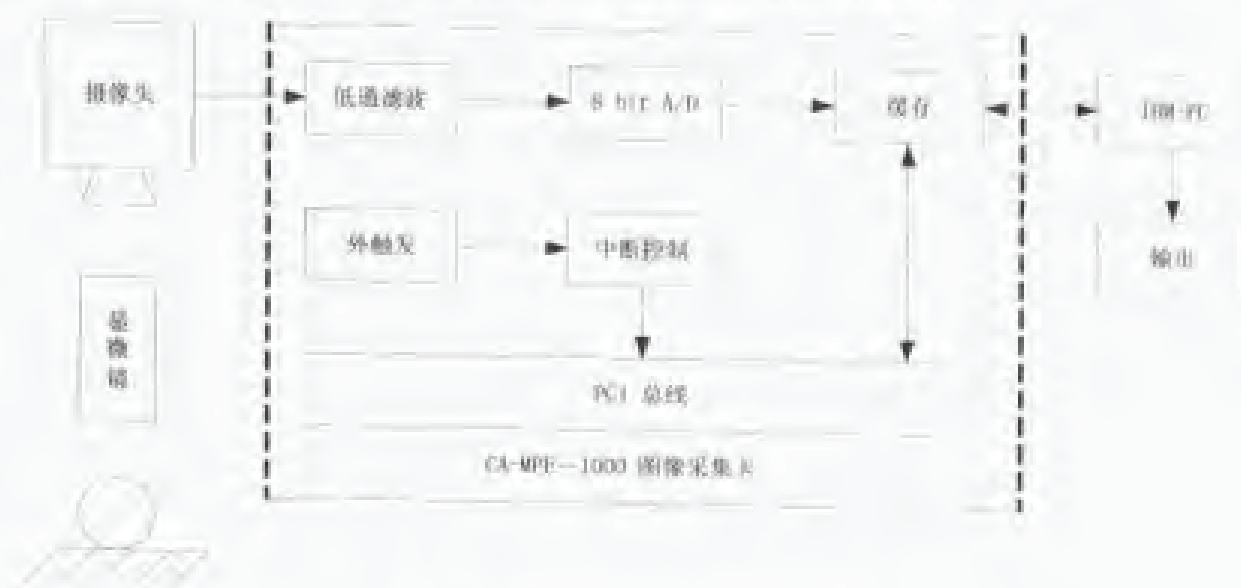 摄像头
低通滤波
8 bir A/D
缓存
IBM-PC
外触发
中断控制
输出
显微镜
PCI 总线
CA-MPE-1000 图像采集卡